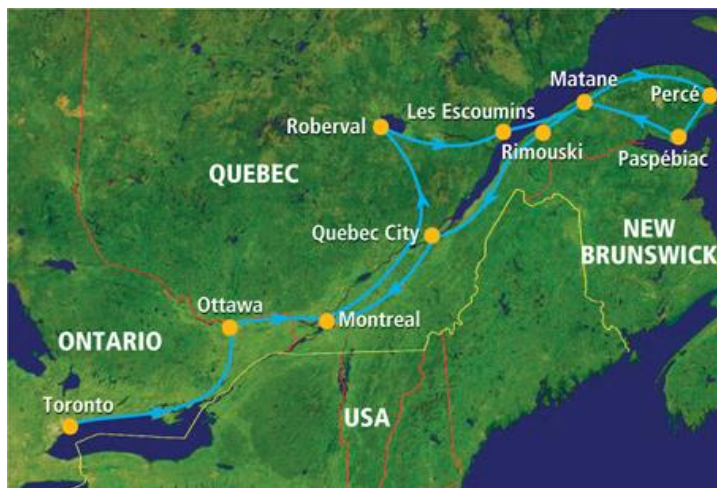 Matane
Percé
Les Escoumins
Roberval
Rimouski
Paspébiac
QUEBEC
Quebec City
NEW
BRUNSWICK
Ottawa
Montreal
ONTARIO
Toronto
USA